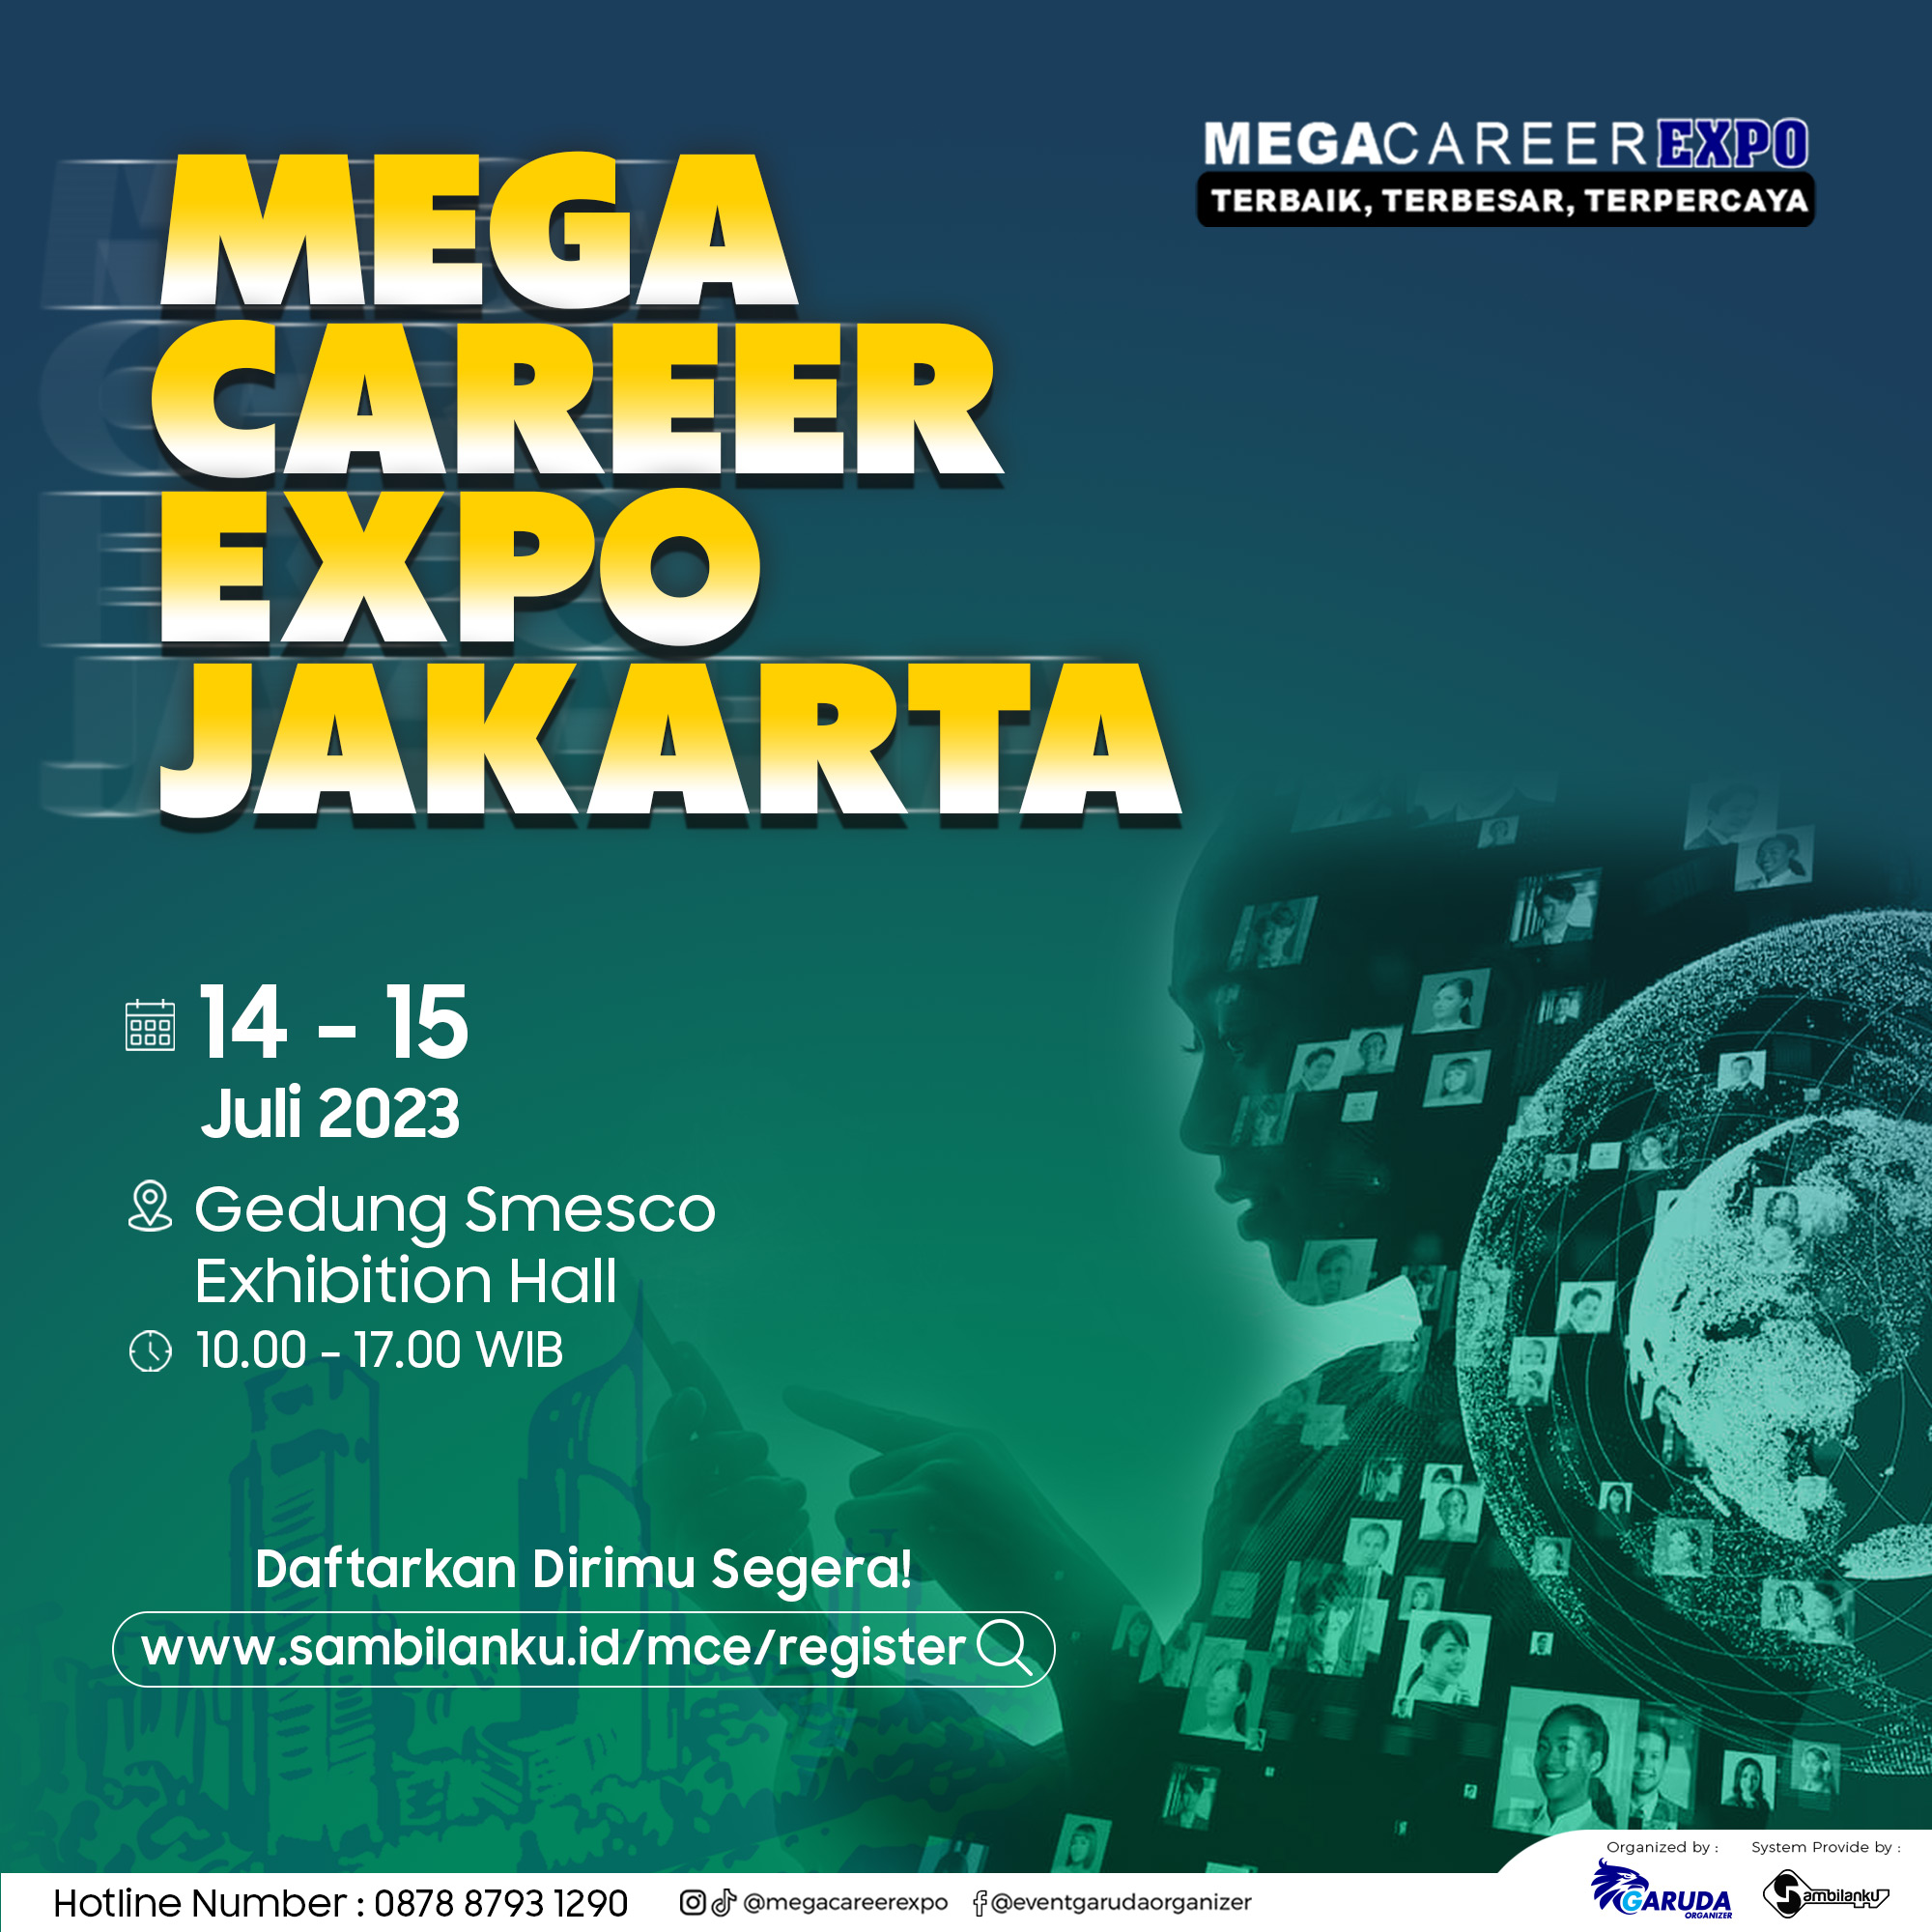 MEGACAREEREXPO
TERBAIK, TERBESAR, TERPERCAYA
MEGA
CAREER
EXPO
JAKARTA
14 - 15
Juli 2023
Gedung Smesco
Exhibition Hall
10.00 - 17.00 WIB
Daftarkan Dirimu Segera!
www.sambilanku.id/mce/register
Organized by :
GARUDA
ORGANIZER
System Provide by :
Sambilanku
Hotline Number : 0878 8793 1290
@megacareerexpo
@eventgarudaorganizer